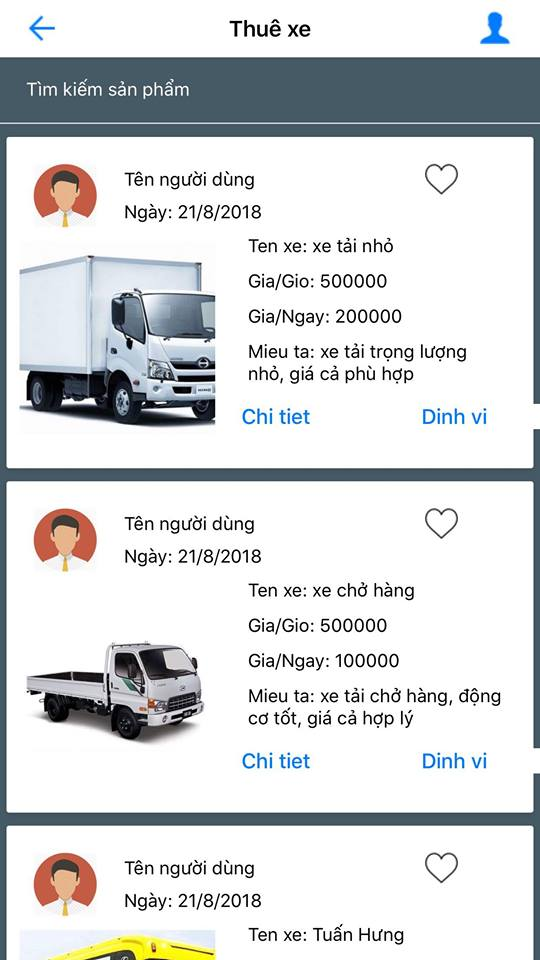 Thuê xe
Tìm kiếm sản phẩm
Tên người dùng
Ngày: 21/8/2018
Ten xe: xe tải nhỏ
Gia/Gio: 500000
Gia/Ngay: 200000
Mieu ta: xe tải trọng lượng
nhỏ, giá cả phù hợp
Chi tiet
Dinh vi
Tên người dùng
Ngày: 21/8/2018
Ten xe: xe chở hàng
Gia/Gio: 500000
Gia/Ngay: 100000
Mieu ta: xe tải chở hàng, động
cơ tốt, giá cả hợp lý
Chi tiet
Dinh vi
Tên người dùng
Ngày: 21/8/2018
Ten xe: Tuấn Hưng